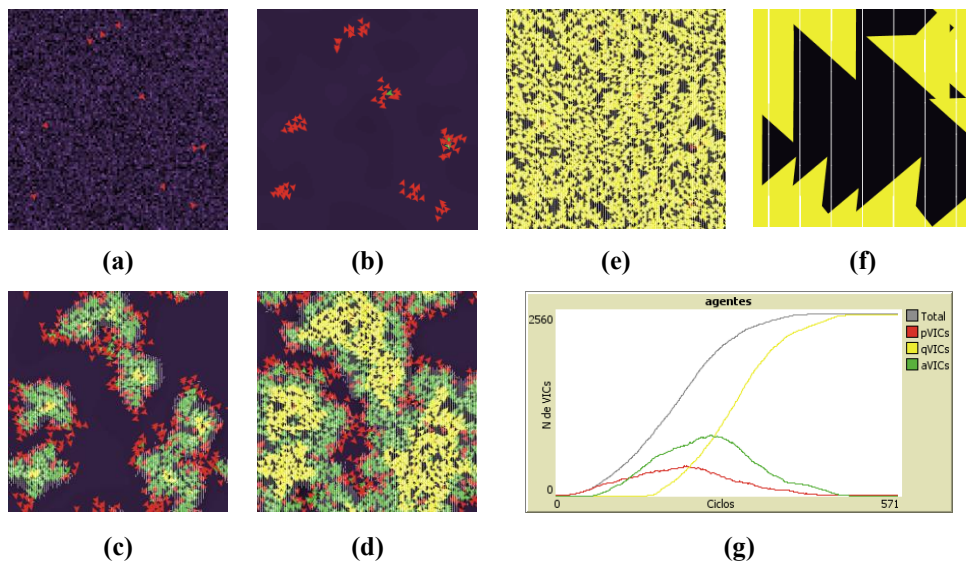 (a)
(b)
(e)
(f)
(c)
(d)
agentes
2560
N de VICs
0
0
Ciclos
571
Total
pVICs
qVICs
aVICs
(g)